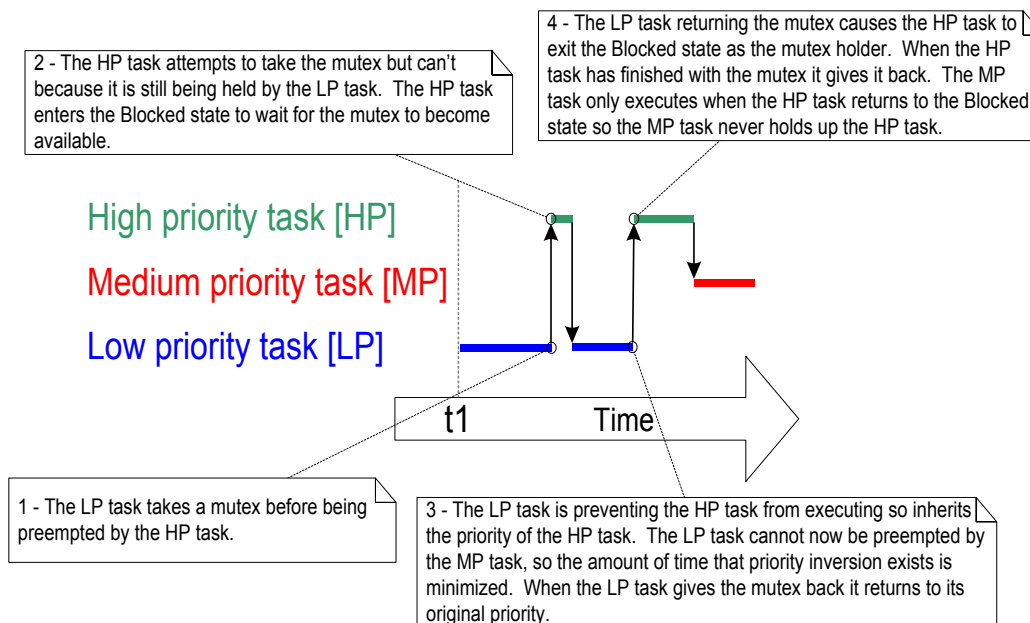 4 - The LP task returning the mutex causes the HP task to
exit the Blocked state as the mutex holder.  When the HP
task has finished with the mutex it gives it back.  The MP
task only executes when the HP task returns to the Blocked
state so the MP task never holds up the HP task.
2 - The HP task attempts to take the mutex but can't
because it is still being held by the LP task.  The HP task
enters the Blocked state to wait for the mutex to become
available.
High priority task [HP]
Medium priority task [MP]
Low priority task [LP]
t1
Time
1 - The LP task takes a mutex before being
preempted by the HP task.
3 - The LP task is preventing the HP task from executing so inherits
the priority of the HP task.  The LP task cannot now be preempted by
the MP task, so the amount of time that priority inversion exists is
minimized.  When the LP task gives the mutex back it returns to its
original priority.